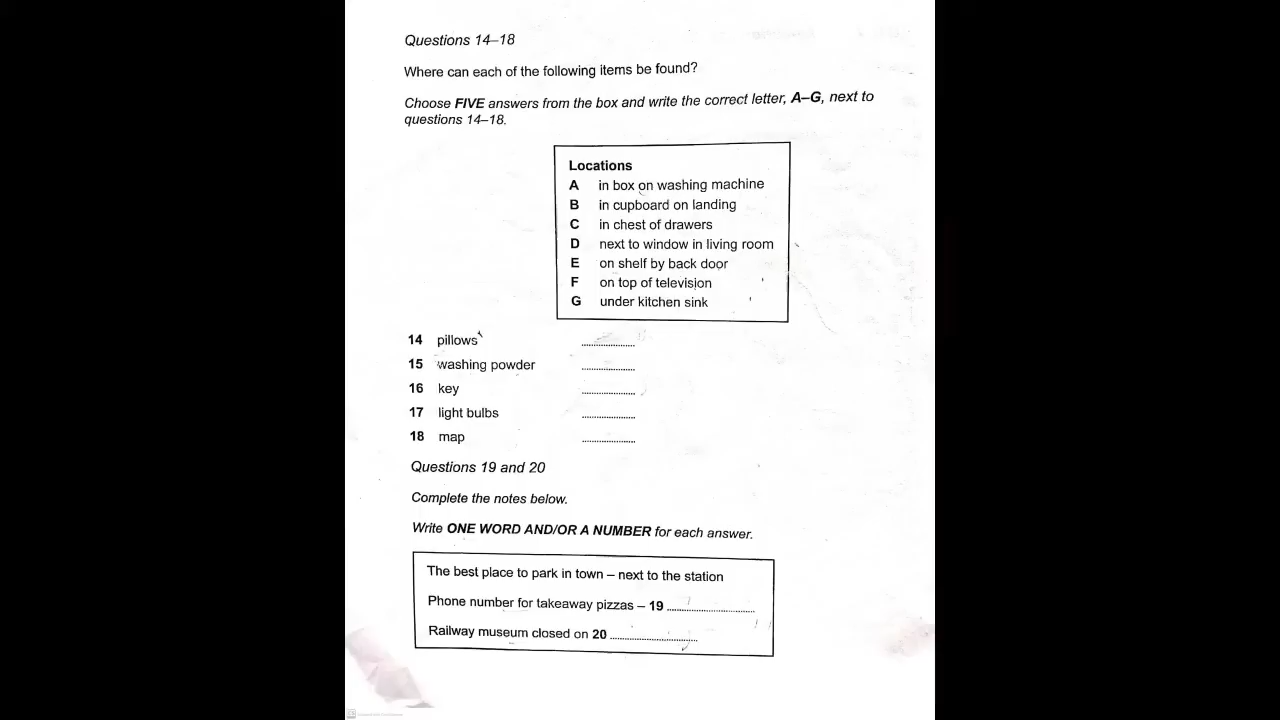 Questions 14–18
Where can each of the following items be found?
Choose FIVE answers from the box and write the correct letter, A–G, next to
questions 14–18.
Locations
A in box on washing machine
B in cupboard on landing
C in chest of drawers
D next to window in living room
E on shelf by back door
F on top of television
G under kitchen sink
14 pillows ....................
15 washing powder ....................
16 key ....................
17 light bulbs ....................
18 map ....................
Questions 19 and 20
Complete the notes below.
Write ONE WORD AND/OR A NUMBER for each answer.
The best place to park in town – next to the station
Phone number for takeaway pizzas – 19 ..............................
Railway museum closed on 20 ..............................